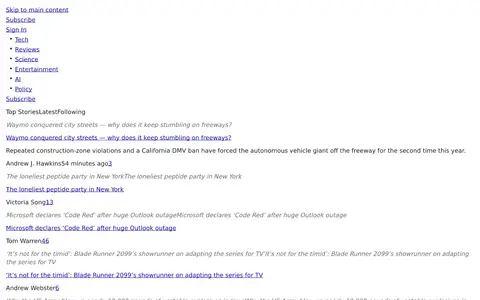 Skip to main content
Subscribe
Sign In
• Tech
• Reviews
• Science
• Entertainment
• AI
• Policy
Subscribe
Top StoriesLatestFollowing
Waymo conquered city streets — why does it keep stumbling on freeways?
Waymo conquered city streets — why does it keep stumbling on freeways?
Repeated construction-zone violations and a California DMV ban have forced the autonomous vehicle giant off the freeway for the second time this year.
Andrew J. Hawkins54 minutes ago3
The loneliest peptide party in New YorkThe loneliest peptide party in New York
The loneliest peptide party in New York
Victoria Song13
Microsoft declares ‘Code Red’ after huge Outlook outageMicrosoft declares ‘Code Red’ after huge Outlook outage
Microsoft declares ‘Code Red’ after huge Outlook outage
Tom Warren46
‘It’s not for the timid’: Blade Runner 2099’s showrunner on adapting the series for TV‘It’s not for the timid’: Blade Runner 2099’s showrunner on adapting
the series for TV
‘It’s not for the timid’: Blade Runner 2099’s showrunner on adapting the series for TV
Andrew Webster6